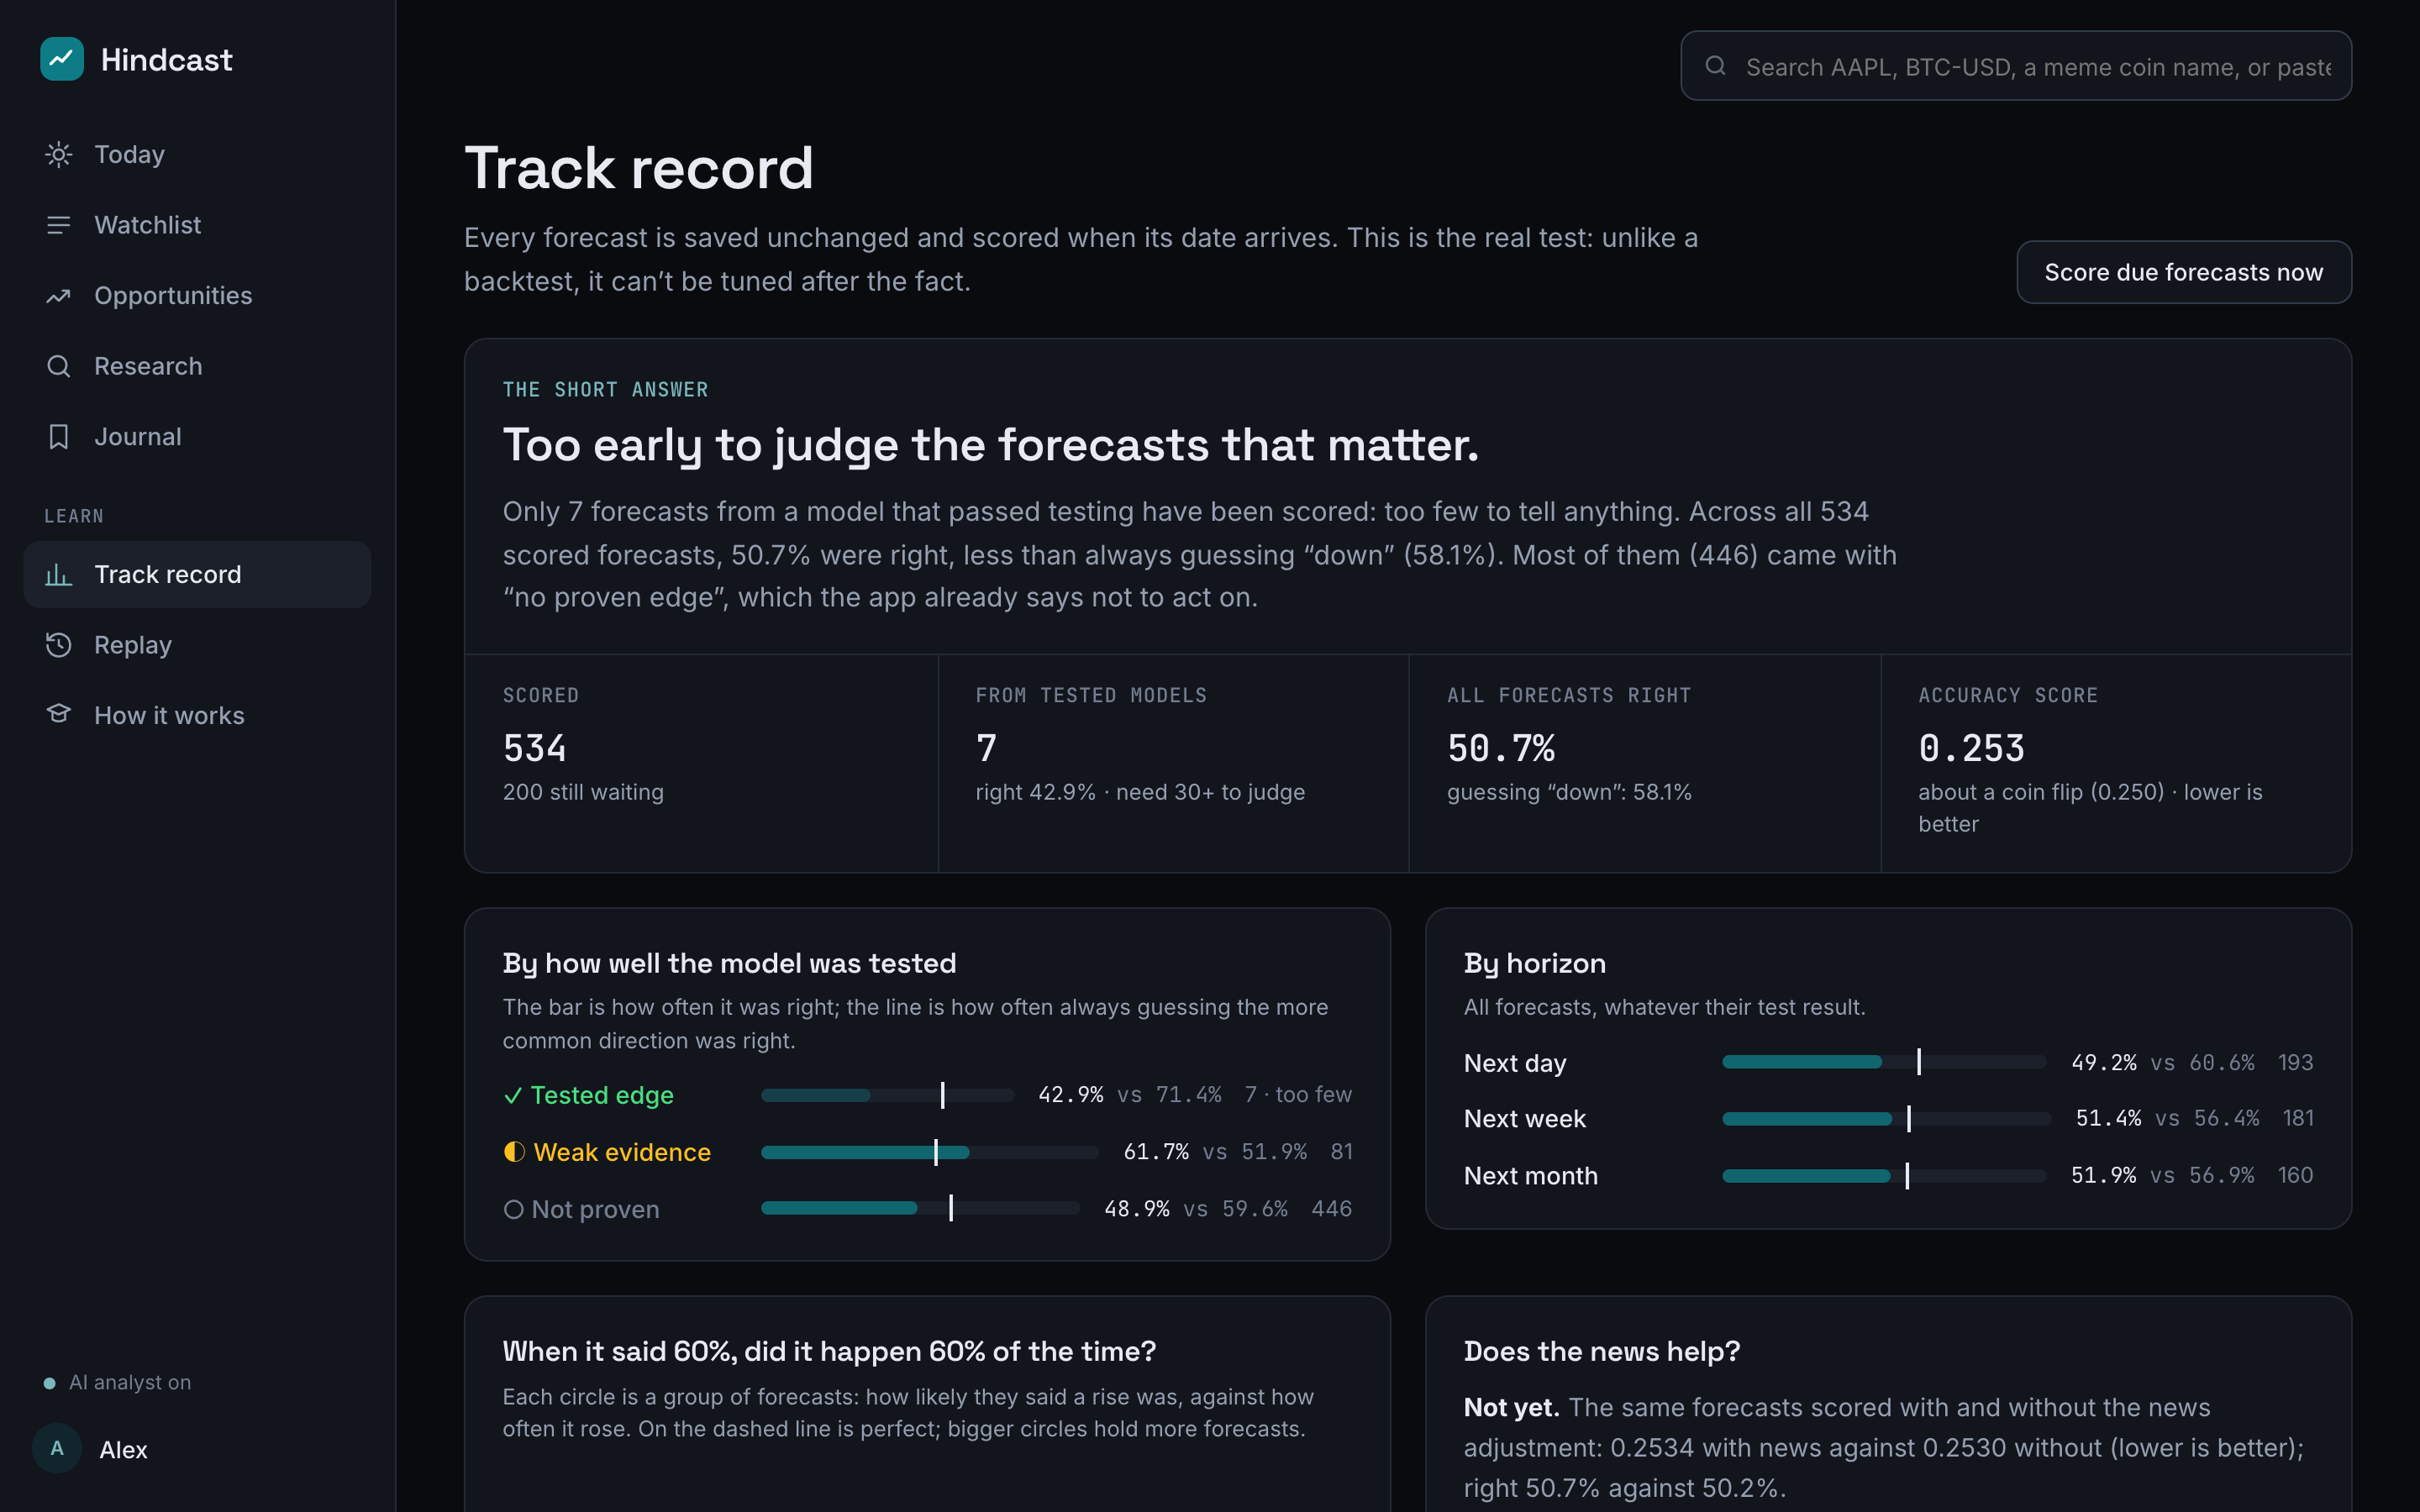 Hindcast
Today
Watchlist
Opportunities
Research
Journal
LEARN
Track record
Replay
How it works
AI analyst on
A
Alex
Search AAPL, BTC-USD, a meme coin name, or paste
Track record
Every forecast is saved unchanged and scored when its date arrives. This is the real test: unlike a
backtest, it can’t be tuned after the fact.
Score due forecasts now
THE SHORT ANSWER
Too early to judge the forecasts that matter.
Only 7 forecasts from a model that passed testing have been scored: too few to tell anything. Across all 534
scored forecasts, 50.7% were right, less than always guessing “down” (58.1%). Most of them (446) came with
“no proven edge”, which the app already says not to act on.
SCORED
534
200 still waiting
FROM TESTED MODELS
7
right 42.9% · need 30+ to judge
ALL FORECASTS RIGHT
50.7%
guessing “down”: 58.1%
ACCURACY SCORE
0.253
about a coin flip (0.250) · lower is
better
By how well the model was tested
The bar is how often it was right; the line is how often always guessing the more
common direction was right.
Tested edge 42.9% vs 71.4% 7 · too few
Weak evidence 61.7% vs 51.9% 81
Not proven 48.9% vs 59.6% 446
By horizon
All forecasts, whatever their test result.
Next day 49.2% vs 60.6% 193
Next week 51.4% vs 56.4% 181
Next month 51.9% vs 56.9% 160
When it said 60%, did it happen 60% of the time?
Each circle is a group of forecasts: how likely they said a rise was, against how
often it rose. On the dashed line is perfect; bigger circles hold more forecasts.
Does the news help?
Not yet. The same forecasts scored with and without the news
adjustment: 0.2534 with news against 0.2530 without (lower is better);
right 50.7% against 50.2%.